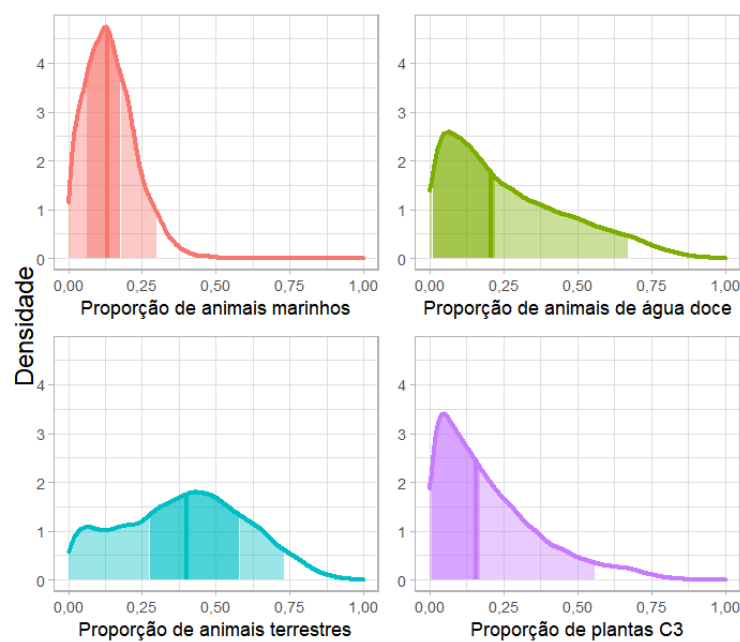 4
3
2
1
0
0,00 0,25 0,50 0,75 1,00
Proporção de animais marinhos
4
3
2
1
0
0,00 0,25 0,50 0,75 1,00
Proporção de animais de água doce
Densidade
4
3
2
1
0
0,00 0,25 0,50 0,75 1,00
Proporção de animais terrestres
4
3
2
1
0
0,00 0,25 0,50 0,75 1,00
Proporção de plantas C3